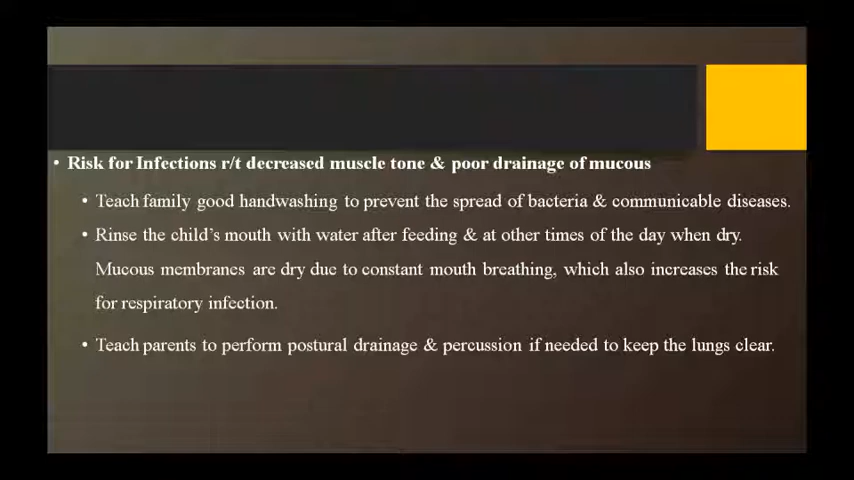 • Risk for Infections r/t decreased muscle tone & poor drainage of mucous
• Teach family good handwashing to prevent the spread of bacteria & communicable diseases.
• Rinse the child's mouth with water after feeding & at other times of the day when dry.
Mucous membranes are dry due to constant mouth breathing, which also increases the risk
for respiratory infection.
• Teach parents to perform postural drainage & percussion if needed to keep the lungs clear.